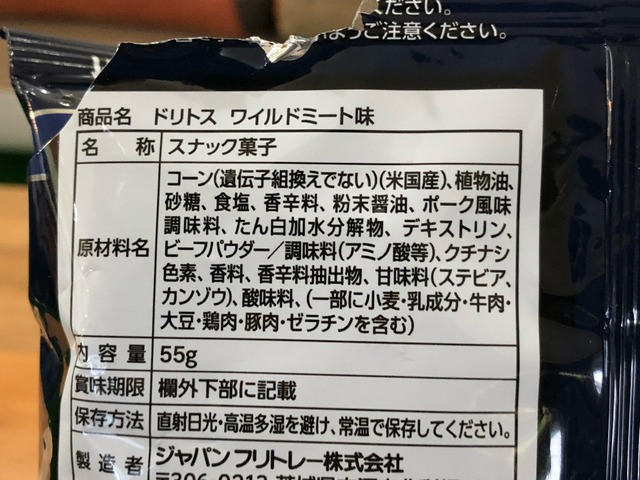 ください。
ようご注意ください。
商品名 ドリトス ワイルドミート味
名 称 スナック菓子
原材料名
コーン(遺伝子組換えでない)(米国産)、植物油、
砂糖、食塩、香辛料、粉末醤油、ポーク風味
調味料、たん白加水分解物、デキストリン、
ビーフパウダー/調味料(アミノ酸等)、クチナシ
色素、香料、香辛料抽出物、甘味料(ステビア、
カンゾウ)、酸味料、(一部に小麦・乳成分・牛肉・
大豆・鶏肉・豚肉・ゼラチンを含む)
内容量 55g
賞味期限 欄外下部に記載
保存方法 直射日光・高温多湿を避け、常温で保存してください。
製造者 ジャパンフリトレー株式会社